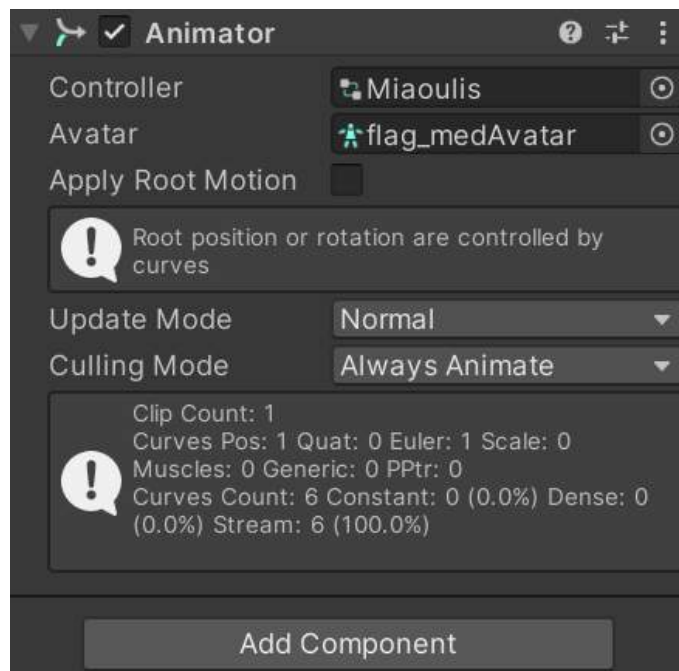 Animator
Controller Miaoulis
Avatar flag_medAvatar
Apply Root Motion
Root position or rotation are controlled by
curves
Update Mode Normal
Culling Mode Always Animate
Clip Count: 1
Curves Pos: 1 Quat: 0 Euler: 1 Scale: 0
Muscles: 0 Generic: 0 PPtr: 0
Curves Count: 6 Constant: 0 (0.0%) Dense: 0
(0.0%) Stream: 6 (100.0%)
Add Component